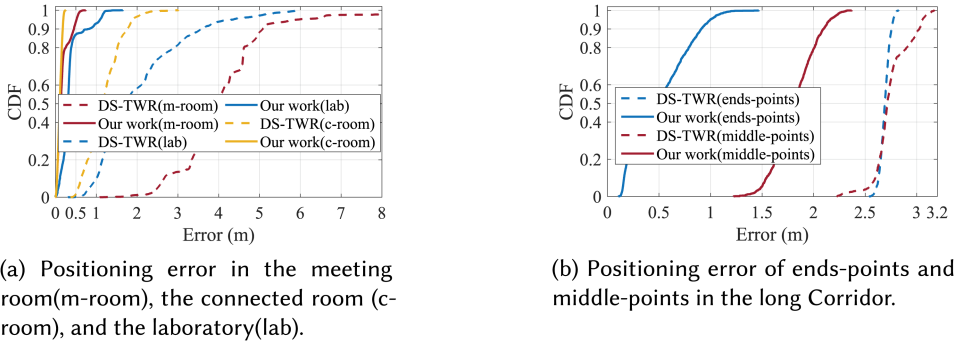 1
0.9
0.8
0.6
0.5
0.4
0.2
0
CDF
DS-TWR(m-room) Our work(lab)
Our work(m-room) DS-TWR(c-room)
DS-TWR(lab) Our work(c-room)
0 0.5 1 2 3 4 5 6 7 8
Error (m)
(a) Positioning error in the meeting
room(m-room), the connected room (c-
room), and the laboratory(lab).
1
0.9
0.8
0.6
0.5
0.4
0.2
0
CDF
DS-TWR(ends-points)
Our work(ends-points)
DS-TWR(middle-points)
Our work(middle-points)
0 0.5 1 1.5 2 2.5 3 3.2
Error (m)
(b) Positioning error of ends-points and
middle-points in the long Corridor.